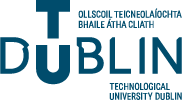 OLLSCOIL TEICNEOLAÍOCHTA
BHAILE ÁTHA CLIATH
TU DUBLIN
TECHNOLOGICAL
UNIVERSITY DUBLIN